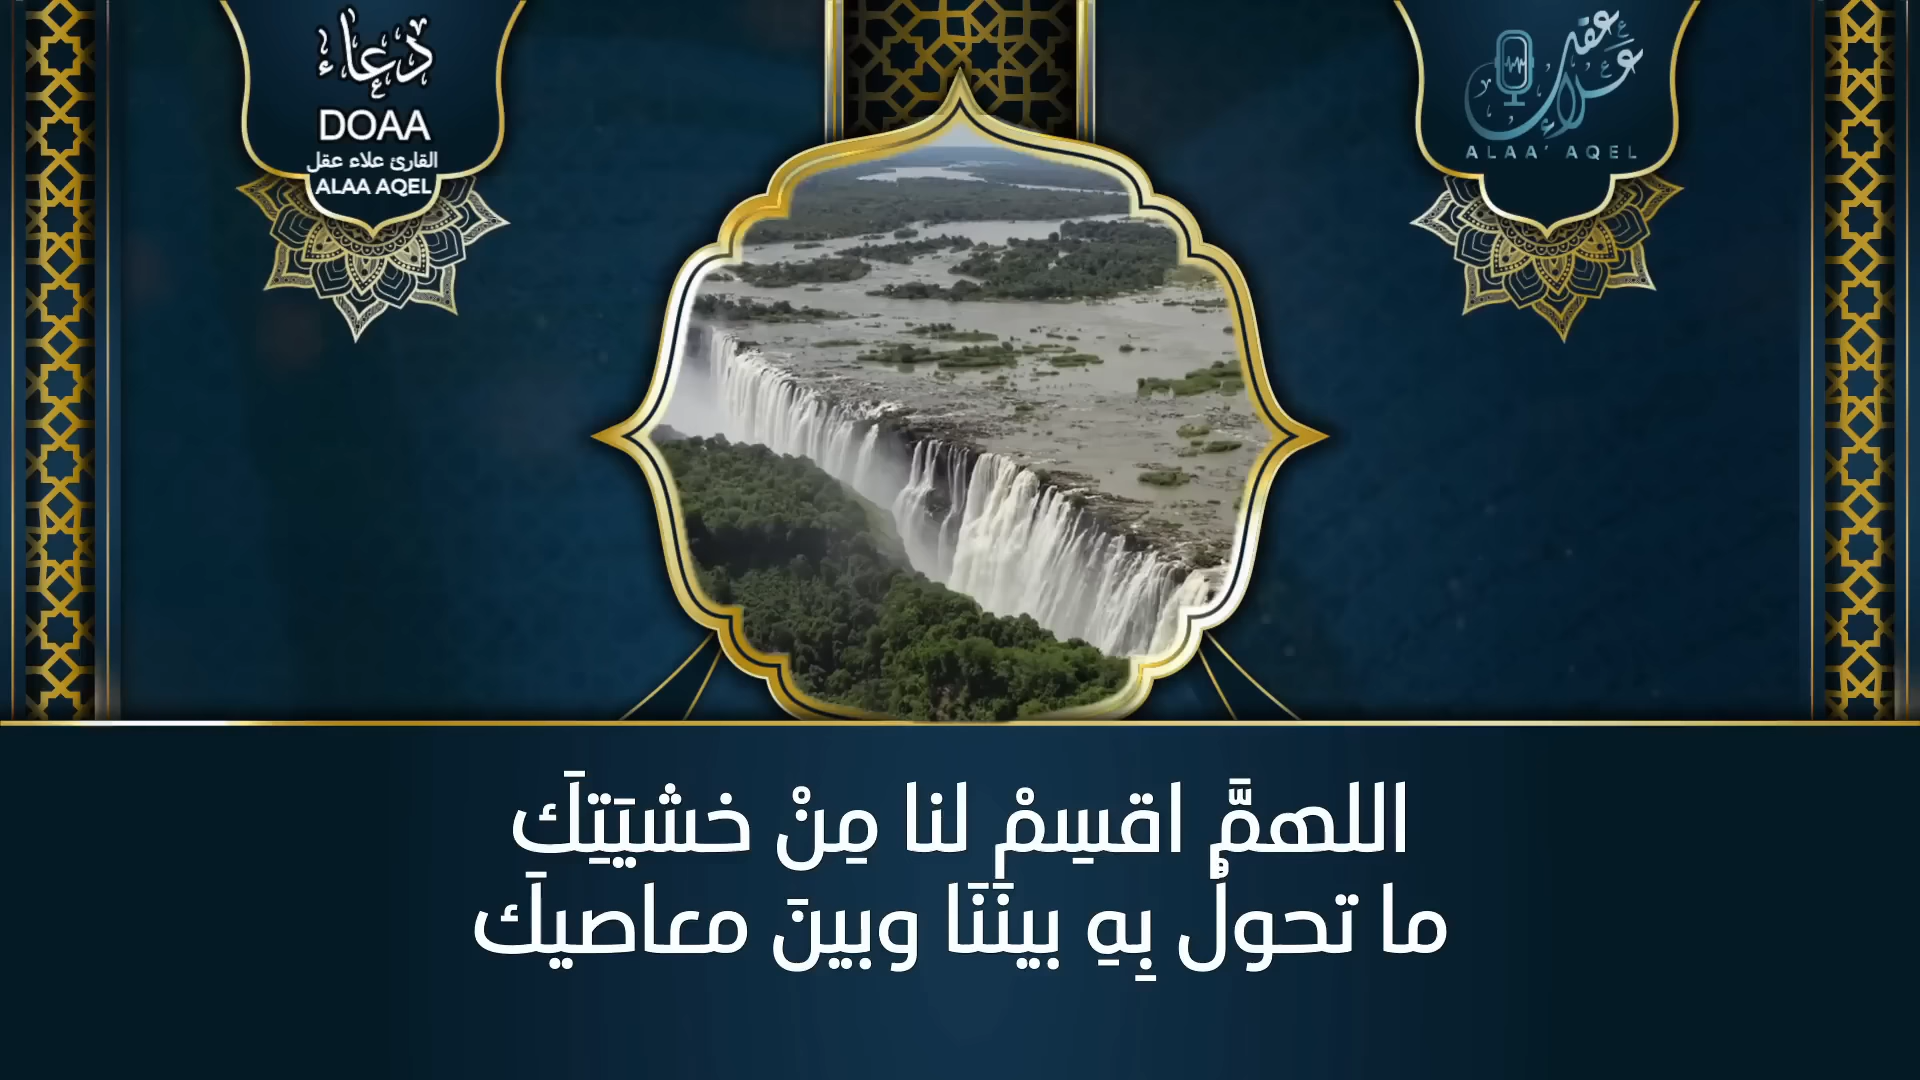 دعاء
DOAA
القارئ علاء عقل
ALAA AQEL
علاء عقل
ALAA' AQEL
اللهمَّ اقسِمْ لنا مِنْ خشيَتِكَ
ما تحولُ بِهِ بينَنَا وبينَ معاصيكَ